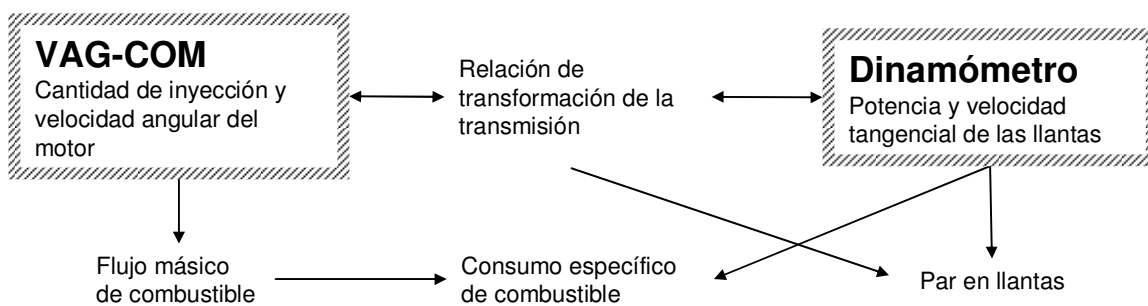 VAG-COM
Cantidad de inyección y
velocidad angular del
motor
Relación de
transformación de la
transmisión
Dinamómetro
Potencia y velocidad
tangencial de las llantas
Flujo másico
de combustible
Consumo específico
de combustible
Par en llantas